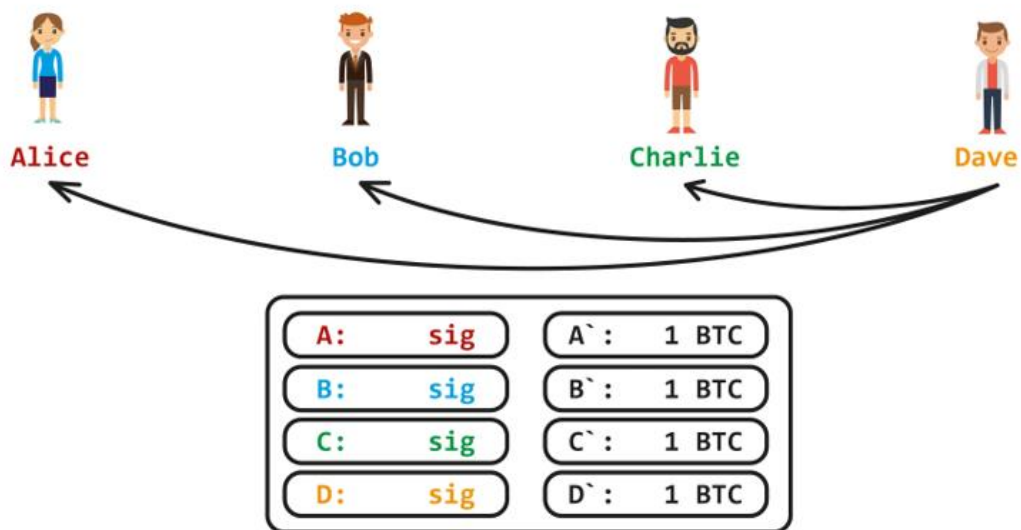 Alice Bob Charlie Dave
A: sig A`: 1 BTC
B: sig B`: 1 BTC
C: sig C`: 1 BTC
D: sig D`: 1 BTC